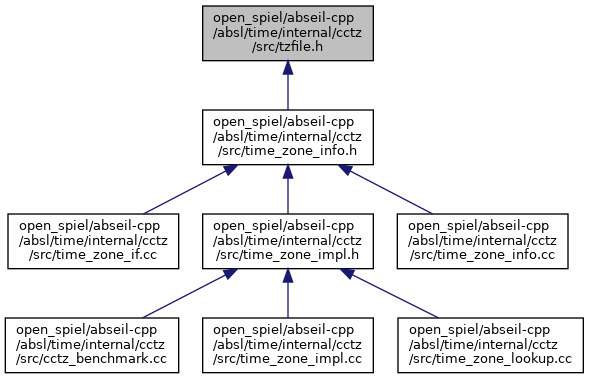 open_spiel/abseil-cpp
/absl/time/internal/cctz
/src/tzfile.h
open_spiel/abseil-cpp
/absl/time/internal/cctz
/src/time_zone_info.h
open_spiel/abseil-cpp
/absl/time/internal/cctz
/src/time_zone_if.cc
open_spiel/abseil-cpp
/absl/time/internal/cctz
/src/time_zone_impl.h
open_spiel/abseil-cpp
/absl/time/internal/cctz
/src/time_zone_info.cc
open_spiel/abseil-cpp
/absl/time/internal/cctz
/src/cctz_benchmark.cc
open_spiel/abseil-cpp
/absl/time/internal/cctz
/src/time_zone_impl.cc
open_spiel/abseil-cpp
/absl/time/internal/cctz
/src/time_zone_lookup.cc